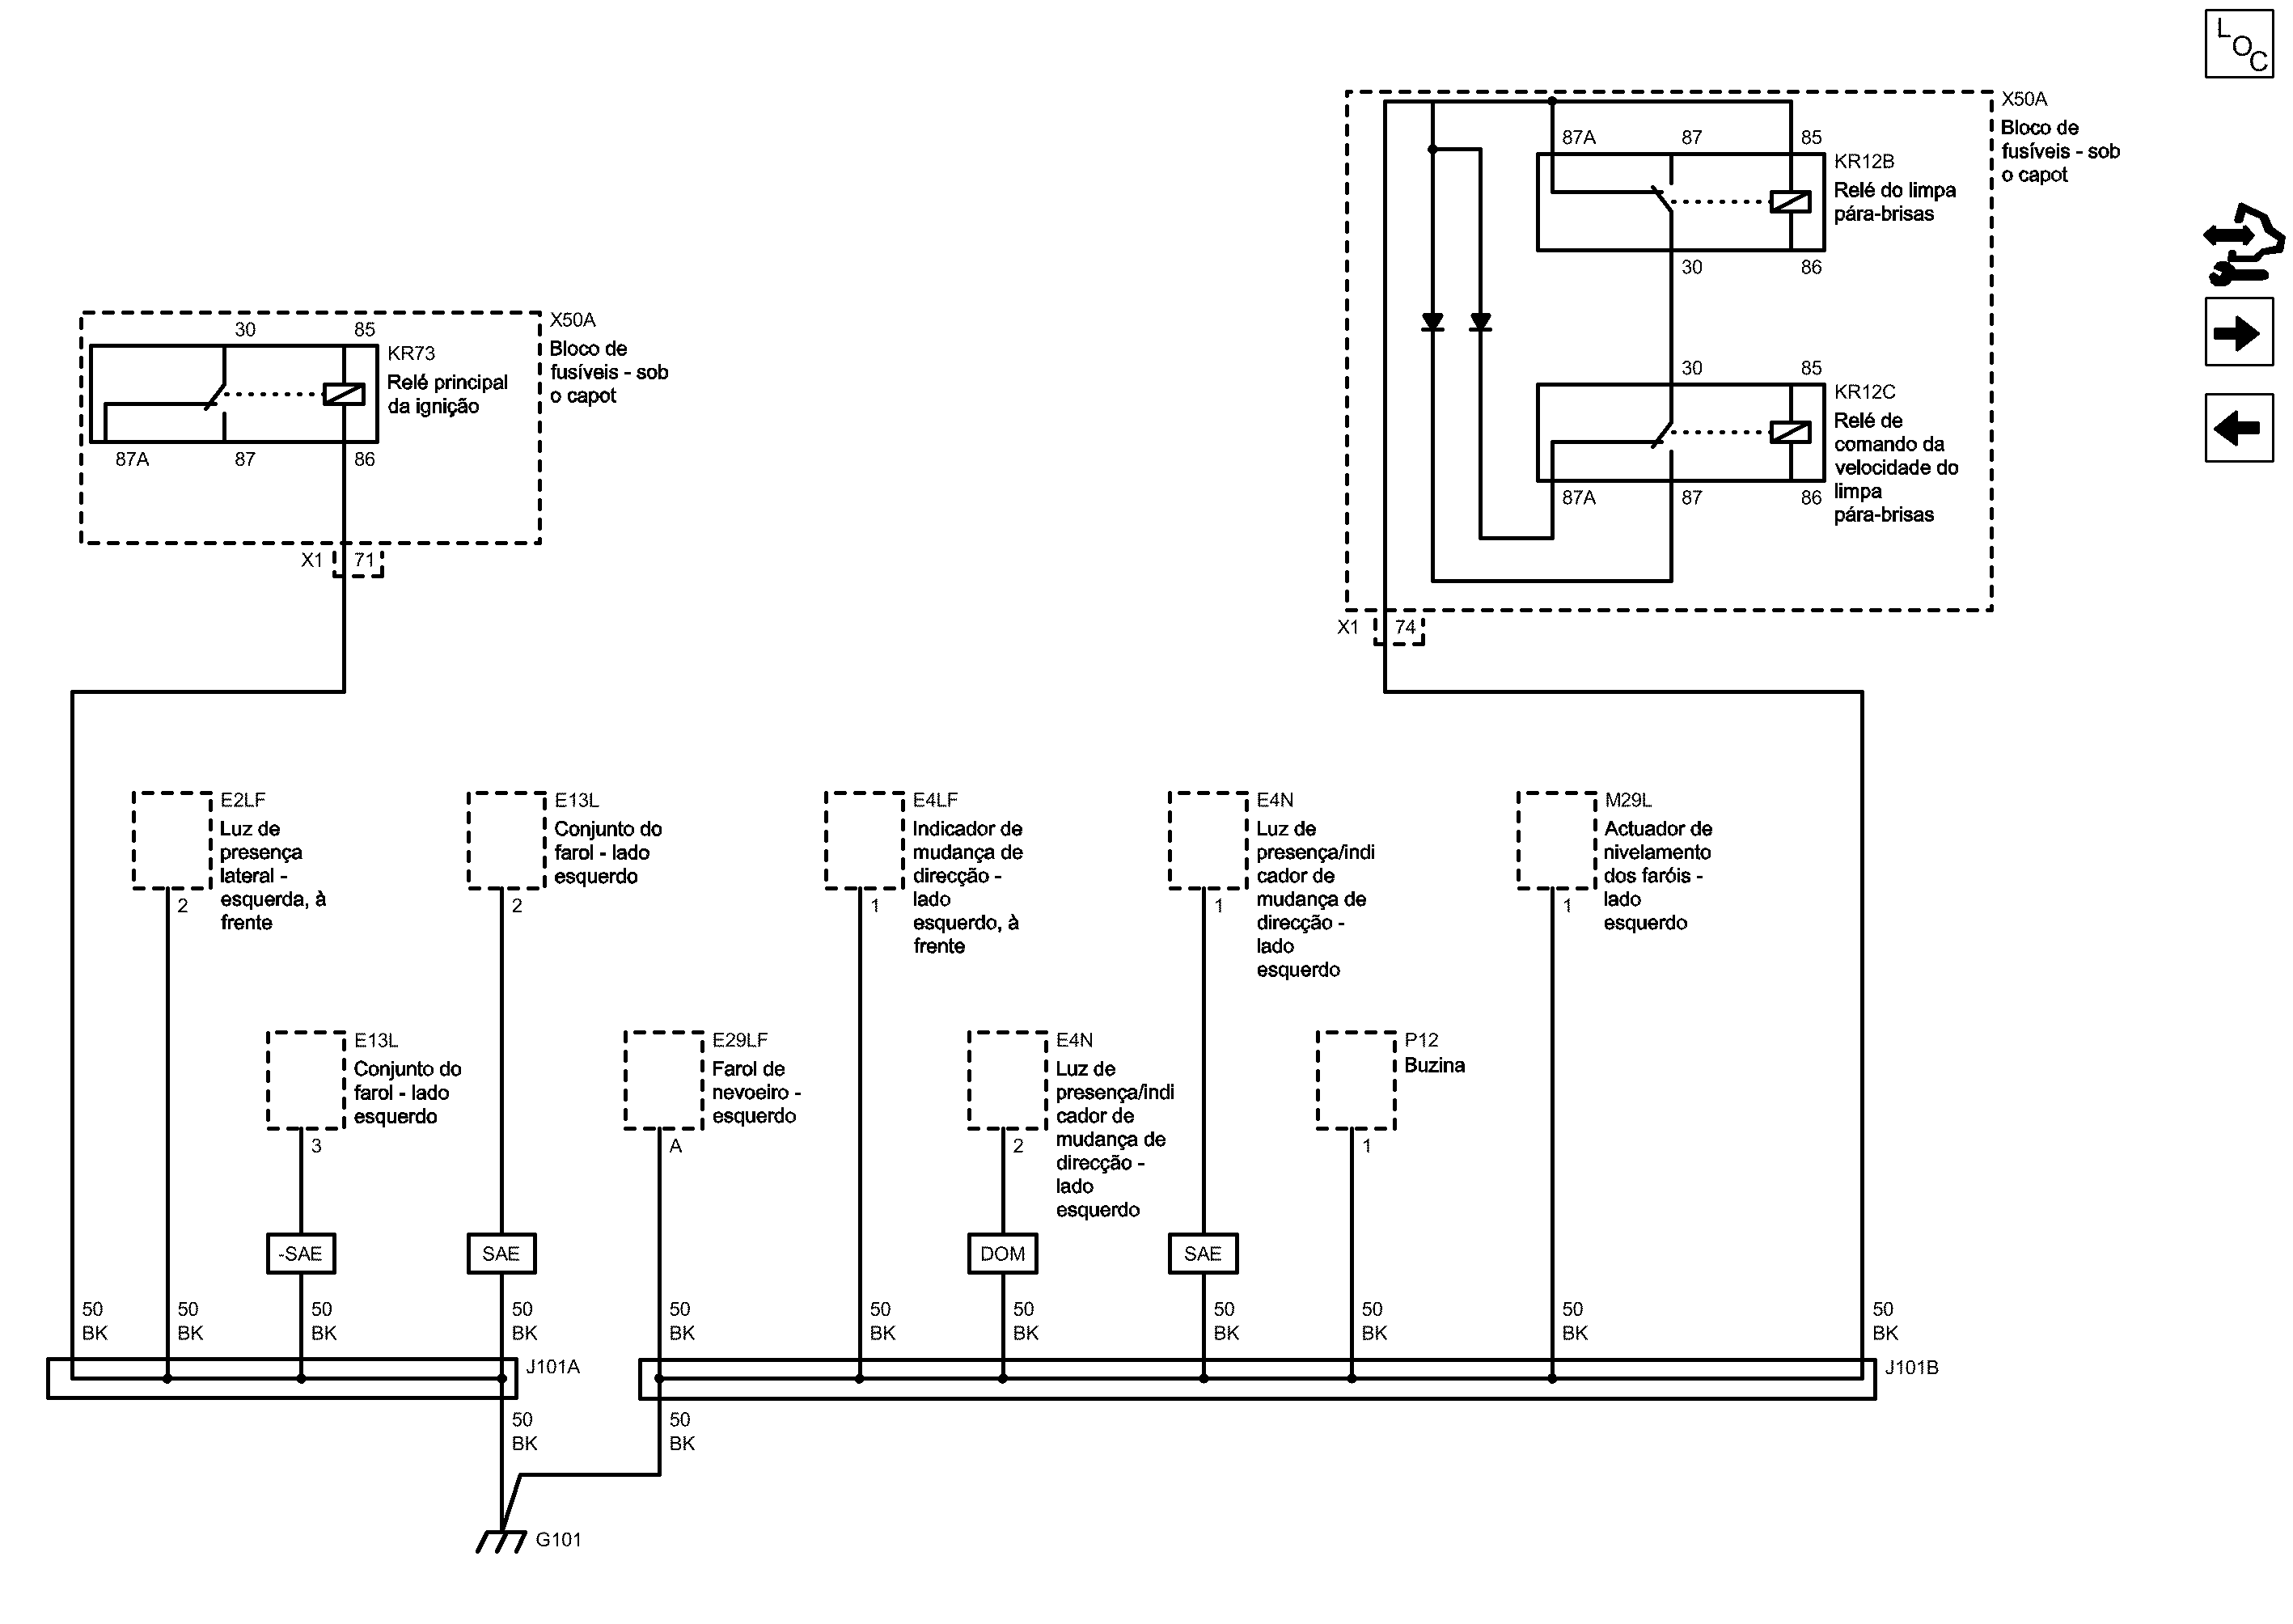 LOC
X50A
Bloco de
fusíveis - sob
o capot
87A
87
85
KR12B
Relé do limpa
pára-brisas
30
86
30
85
KR12C
Relé de
comando da
velocidade do
limpa
pára-brisas
87A
87
86
X1
74
X50A
Bloco de
fusíveis - sob
o capot
30
85
KR73
Relé principal
da ignição
87A
87
86
X1
71
E2LF
Luz de
presença
lateral -
esquerda, à
frente
2
E13L
Conjunto do
farol - lado
esquerdo
2
E4LF
Indicador de
mudança de
direcção -
lado
esquerdo, à
frente
1
E4N
Luz de
presença/indi
cador de
mudança de
direcção -
lado
esquerdo
1
M29L
Actuador de
nivelamento
dos faróis -
lado
esquerdo
1
E13L
Conjunto do
farol - lado
esquerdo
3
E29LF
Farol de
nevoeiro -
esquerdo
A
E4N
Luz de
presença/indi
cador de
mudança de
direcção -
lado
esquerdo
2
P12
Buzina
1
-SAE
SAE
DOM
SAE
50
BK
50
BK
50
BK
50
BK
50
BK
50
BK
50
BK
50
BK
50
BK
50
BK
50
BK
J101A
J101B
50
BK
50
BK
G101